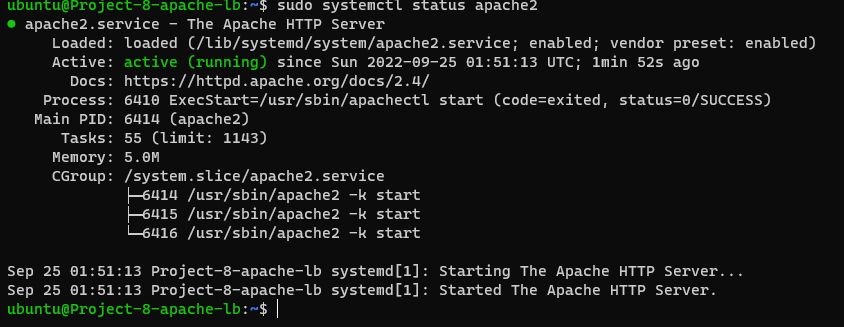 ubuntu@Project-8-apache-lb:~$ sudo systemctl status apache2
● apache2.service - The Apache HTTP Server
     Loaded: loaded (/lib/systemd/system/apache2.service; enabled; vendor preset: enabled)
     Active: active (running) since Sun 2022-09-25 01:51:13 UTC; 1min 52s ago
       Docs: https://httpd.apache.org/docs/2.4/
    Process: 6410 ExecStart=/usr/sbin/apachectl start (code=exited, status=0/SUCCESS)
   Main PID: 6414 (apache2)
      Tasks: 55 (limit: 1143)
     Memory: 5.0M
     CGroup: /system.slice/apache2.service
             ├─6414 /usr/sbin/apache2 -k start
             ├─6415 /usr/sbin/apache2 -k start
             └─6416 /usr/sbin/apache2 -k start

Sep 25 01:51:13 Project-8-apache-lb systemd[1]: Starting The Apache HTTP Server...
Sep 25 01:51:13 Project-8-apache-lb systemd[1]: Started The Apache HTTP Server.
ubuntu@Project-8-apache-lb:~$